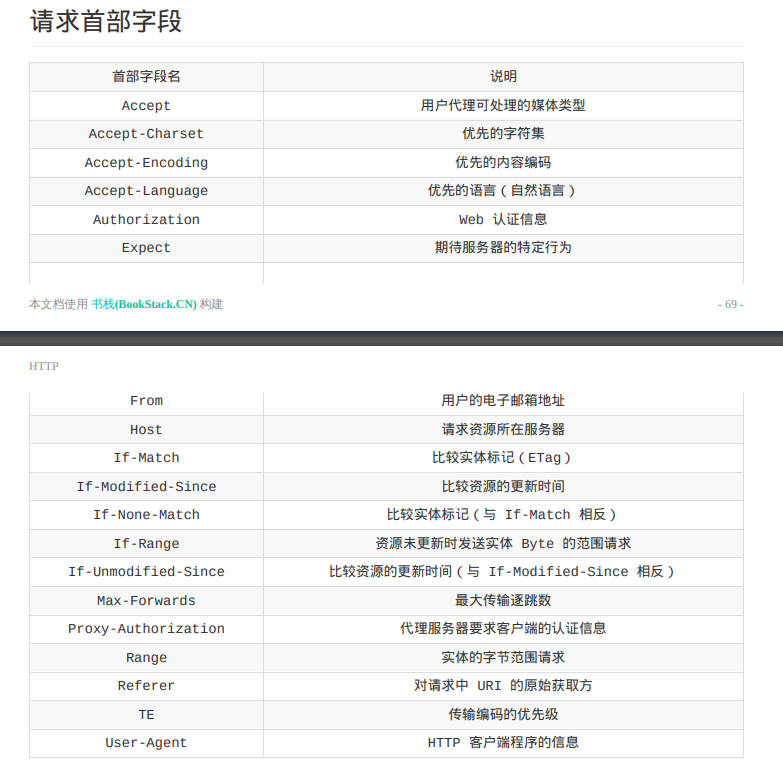 请求首部字段
首部字段名 说明
Accept 用户代理可处理的媒体类型
Accept-Charset 优先的字符集
Accept-Encoding 优先的内容编码
Accept-Language 优先的语言（自然语言）
Authorization Web 认证信息
Expect 期待服务器的特定行为
本文档使用 书栈(BookStack.CN) 构建 - 69 -
HTTP
From 用户的电子邮箱地址
Host 请求资源所在服务器
If-Match 比较实体标记（ETag）
If-Modified-Since 比较资源的更新时间
If-None-Match 比较实体标记（与 If-Match 相反）
If-Range 资源未更新时发送实体 Byte 的范围请求
If-Unmodified-Since 比较资源的更新时间（与 If-Modified-Since 相反）
Max-Forwards 最大传输逐跳数
Proxy-Authorization 代理服务器要求客户端的认证信息
Range 实体的字节范围请求
Referer 对请求中 URI 的原始获取方
TE 传输编码的优先级
User-Agent HTTP 客户端程序的信息